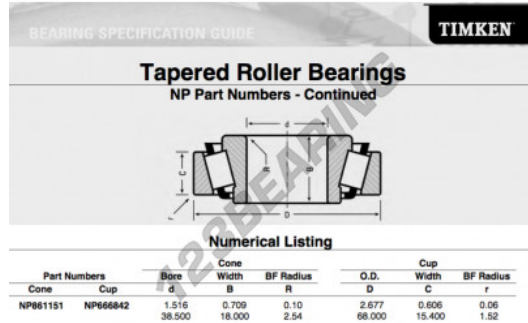 BEARING SPECIFICATION GUIDE
TIMKEN
Tapered Roller Bearings
NP Part Numbers - Continued
d
C
R
B
r
D
123BEARING
Numerical Listing
Cone Cup
Part Numbers Bore Width BF Radius O.D. Width BF Radius
Cone Cup d B R D C r
NP861151 NP666842 1.516 0.709 0.10 2.677 0.606 0.06
38.500 18.000 2.54 68.000 15.400 1.52